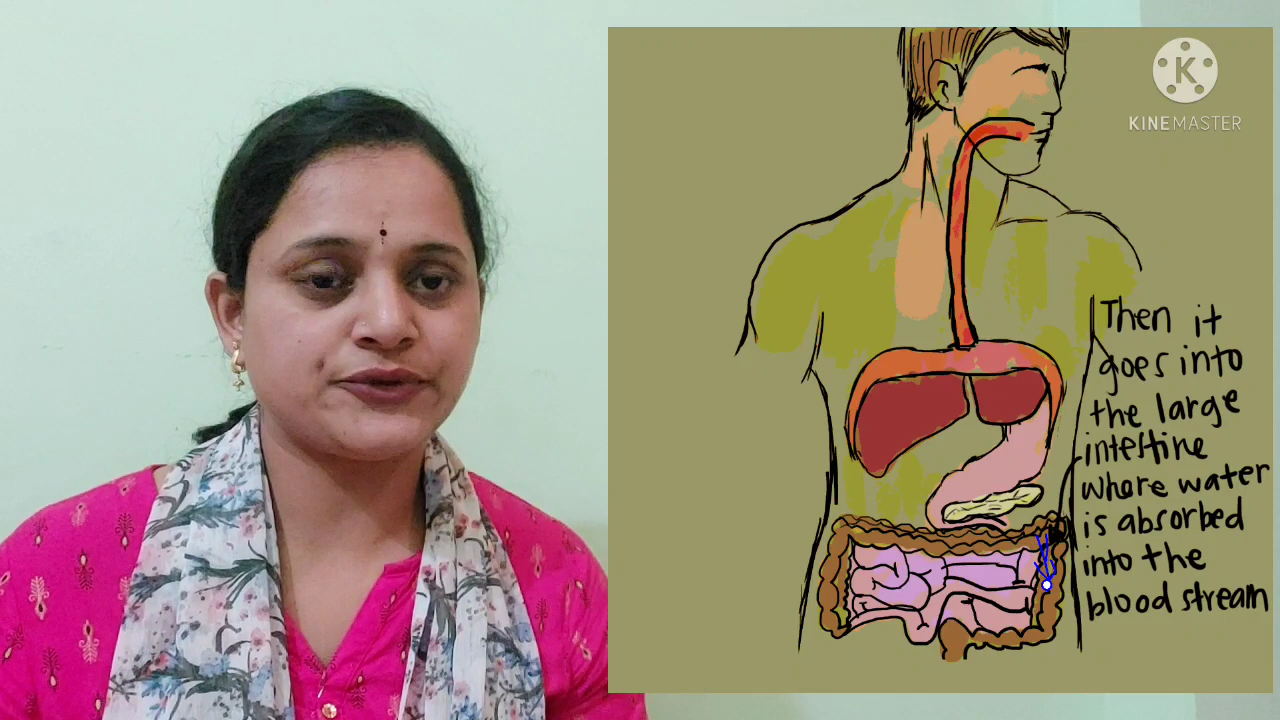 KINEMASTER
Then it
goes into
the large
intestine
where water
is absorbed
into the
blood stream